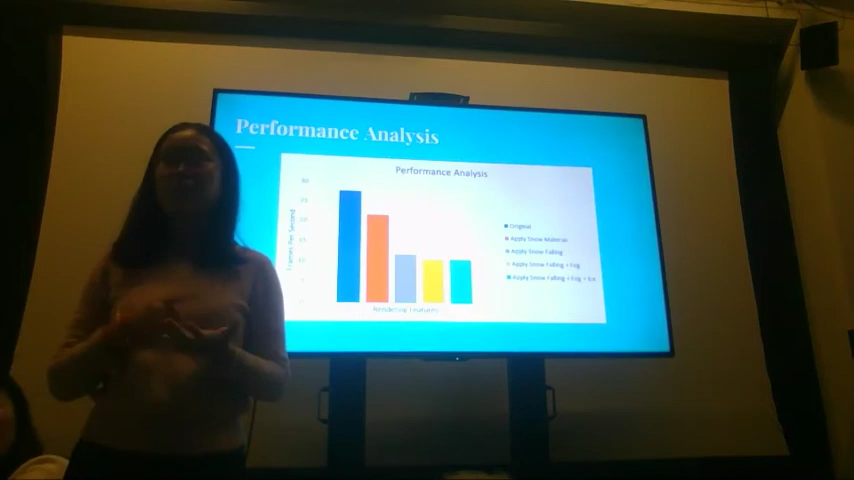 Performance Analysis
Performance Analysis
30
Frames Per Second
Original
Apply Snow Material
Apply Snow Falling
Apply Snow Falling + Fog
Apply Snow Falling + Fog + Ice
Rendering Features